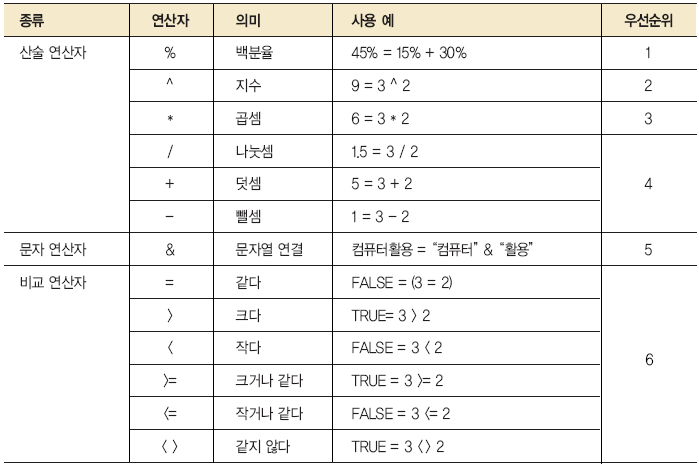 종류 연산자 의미 사용 예 우선순위
산술 연산자 % 백분율 45% = 15% + 30% 1
^ 지수 9 = 3 ^ 2 2
* 곱셈 6 = 3 * 2 3
/ 나눗셈 1.5 = 3 / 2
+ 덧셈 5 = 3 + 2 4
- 뺄셈 1 = 3 - 2
문자 연산자 & 문자열 연결 컴퓨터활용 = “컴퓨터” & “활용” 5
비교 연산자 = 같다 FALSE = (3 = 2)
> 크다 TRUE= 3 > 2
< 작다 FALSE = 3 < 2
>= 크거나 같다 TRUE = 3 >= 2 6
<= 작거나 같다 FALSE = 3 <= 2
< > 같지 않다 TRUE = 3 < > 2